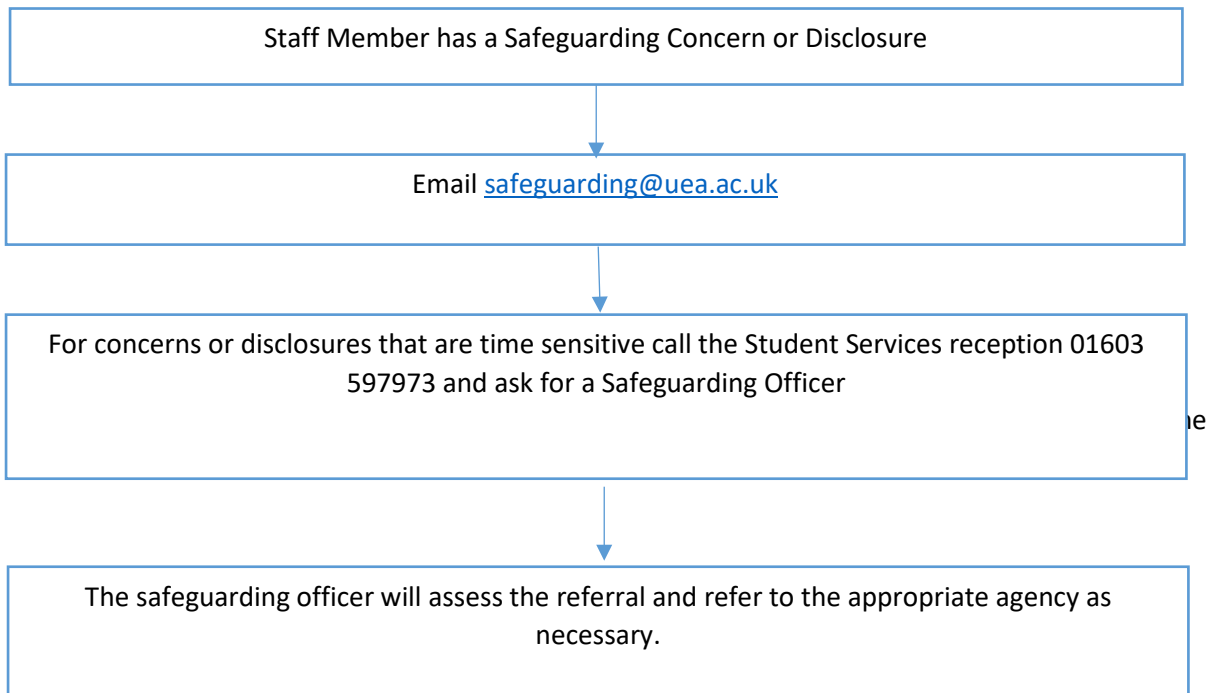 Staff Member has a Safeguarding Concern or Disclosure
Email safeguarding@uea.ac.uk
For concerns or disclosures that are time sensitive call the Student Services reception 01603
597973 and ask for a Safeguarding Officer
The safeguarding officer will assess the referral and refer to the appropriate agency as
necessary.